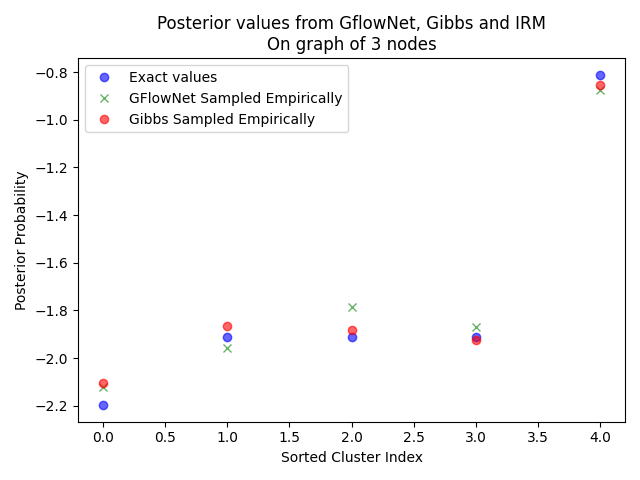 Posterior values from GflowNet, Gibbs and IRM
On graph of 3 nodes
Exact values
GFlowNet Sampled Empirically
Gibbs Sampled Empirically
Posterior Probability
−0.8
−1.0
−1.2
−1.4
−1.6
−1.8
−2.0
−2.2
0.0 0.5 1.0 1.5 2.0 2.5 3.0 3.5 4.0
Sorted Cluster Index